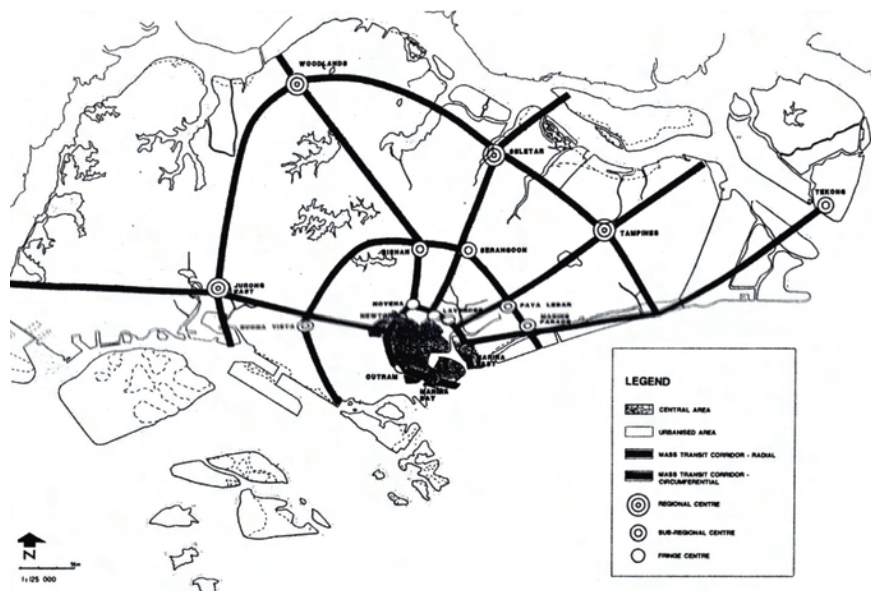 WOODLANDS
SELETAR
TEKONG
TAMPINES
BISHAN
SERANGOON
JURONG
EAST
NOVENA
NEWTON
LAVENDER
PAYA LEBAR
MARINE
PARADE
BUONA VISTA
MARINA
EAST
OUTRAM
MARINA
BAY
LEGEND
CENTRAL AREA
URBANISED AREA
MASS TRANSIT CORRIDOR - RADIAL
MASS TRANSIT CORRIDOR -
CIRCUMFERENTIAL
REGIONAL CENTRE
SUB-REGIONAL CENTRE
FRINGE CENTRE
N
1:125 000